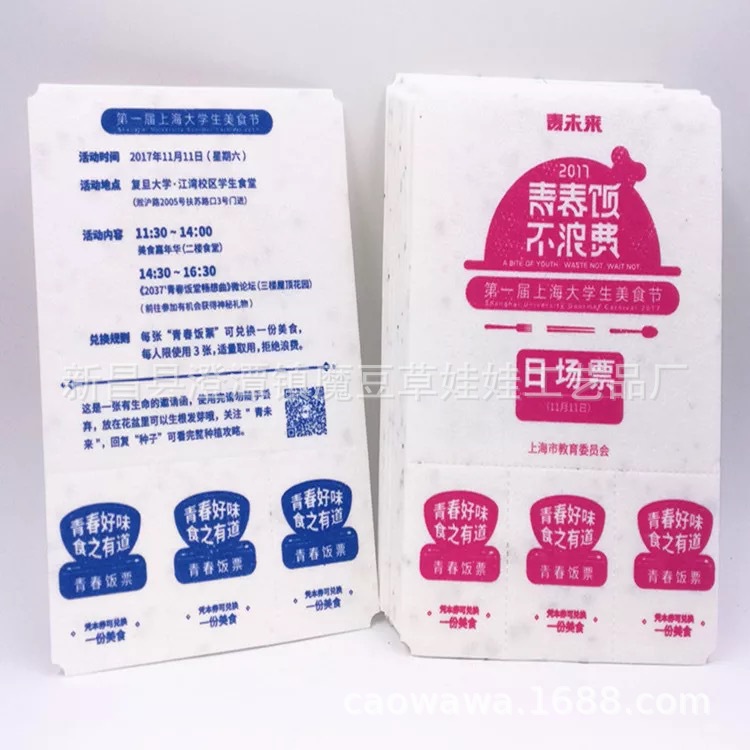 第一届上海大学生美食节
活动时间 2017年11月11日(星期六)
活动地点 复旦大学·江湾校区学生食堂
(淞沪路2005号扶苏路口3号门进)
活动内容 11:30 ~ 14:00
美食嘉年华(二楼食堂)
14:30 ~ 16:30
《2037“青春饭堂畅想曲》微论坛(三楼屋顶花园)
(前往参加有机会获得神秘礼物)
兑换规则 每张“青春饭票”可兑换一份美食,
每人限使用3张,适量取用,拒绝浪费。
这是一张有生命的邀请函,使用完请勿随手丢
弃,放在花盆里可以生根发芽哦,关注“青未
来”,回复“种子”可看完整种植攻略。
青春好味
食之有道
青春饭票
凭本券可兑换
一份美食
青春好味
食之有道
青春饭票
凭本券可兑换
一份美食
青春好味
食之有道
青春饭票
凭本券可兑换
一份美食
青未来
2017
青春饭
不浪费
A BITE OF YOUTH WASTE NOT WAIT NOT
第一届上海大学生美食节
日场票
(11月11日)
上海市教育委员会
青春好味
食之有道
青春饭票
凭本券可兑换
一份美食
青春好味
食之有道
青春饭票
凭本券可兑换
一份美食
青春好味
食之有道
青春饭票
凭本券可兑换
一份美食
新昌县澄潭镇魔豆草娃娃工艺品厂
caowawa.1688.com